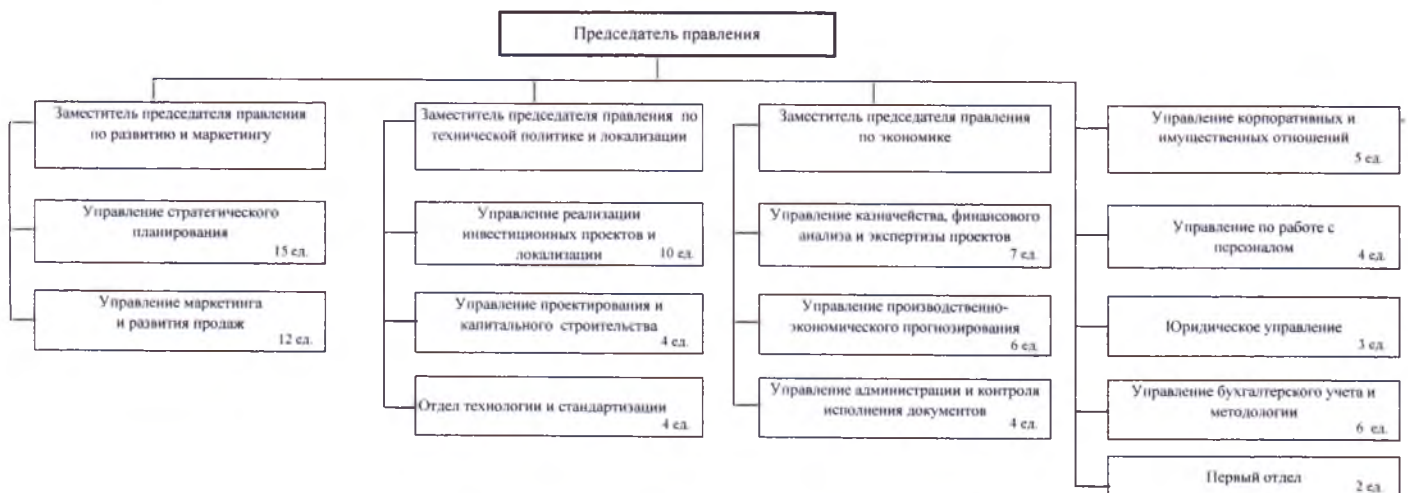 Председатель правления
Заместитель председателя правления
по развитию и маркетингу
Управление стратегического
планирования
15 ед.
Управление маркетинга
и развития продаж
12 ед.
Заместитель председателя правления по
технической политике и локализации
Управление реализации
инвестиционных проектов и
локализации
10 ед.
Управление проектирования и
капитального строительства
4 ед.
Отдел технологии и стандартизации
4 ед.
Заместитель председателя правления
по экономике
Управление казначейства, финансового
анализа и экспертизы проектов
7 ед.
Управление производственно-
экономического прогнозирования
6 ед.
Управление администрации и контроля
исполнения документов
4 ед.
Управление корпоративных и
имущественных отношений
5 ед.
Управление по работе с
персоналом
4 ед.
Юридическое управление
3 ед.
Управление бухгалтерского учета и
методологии
6 ед.
Первый отдел
2 ед.